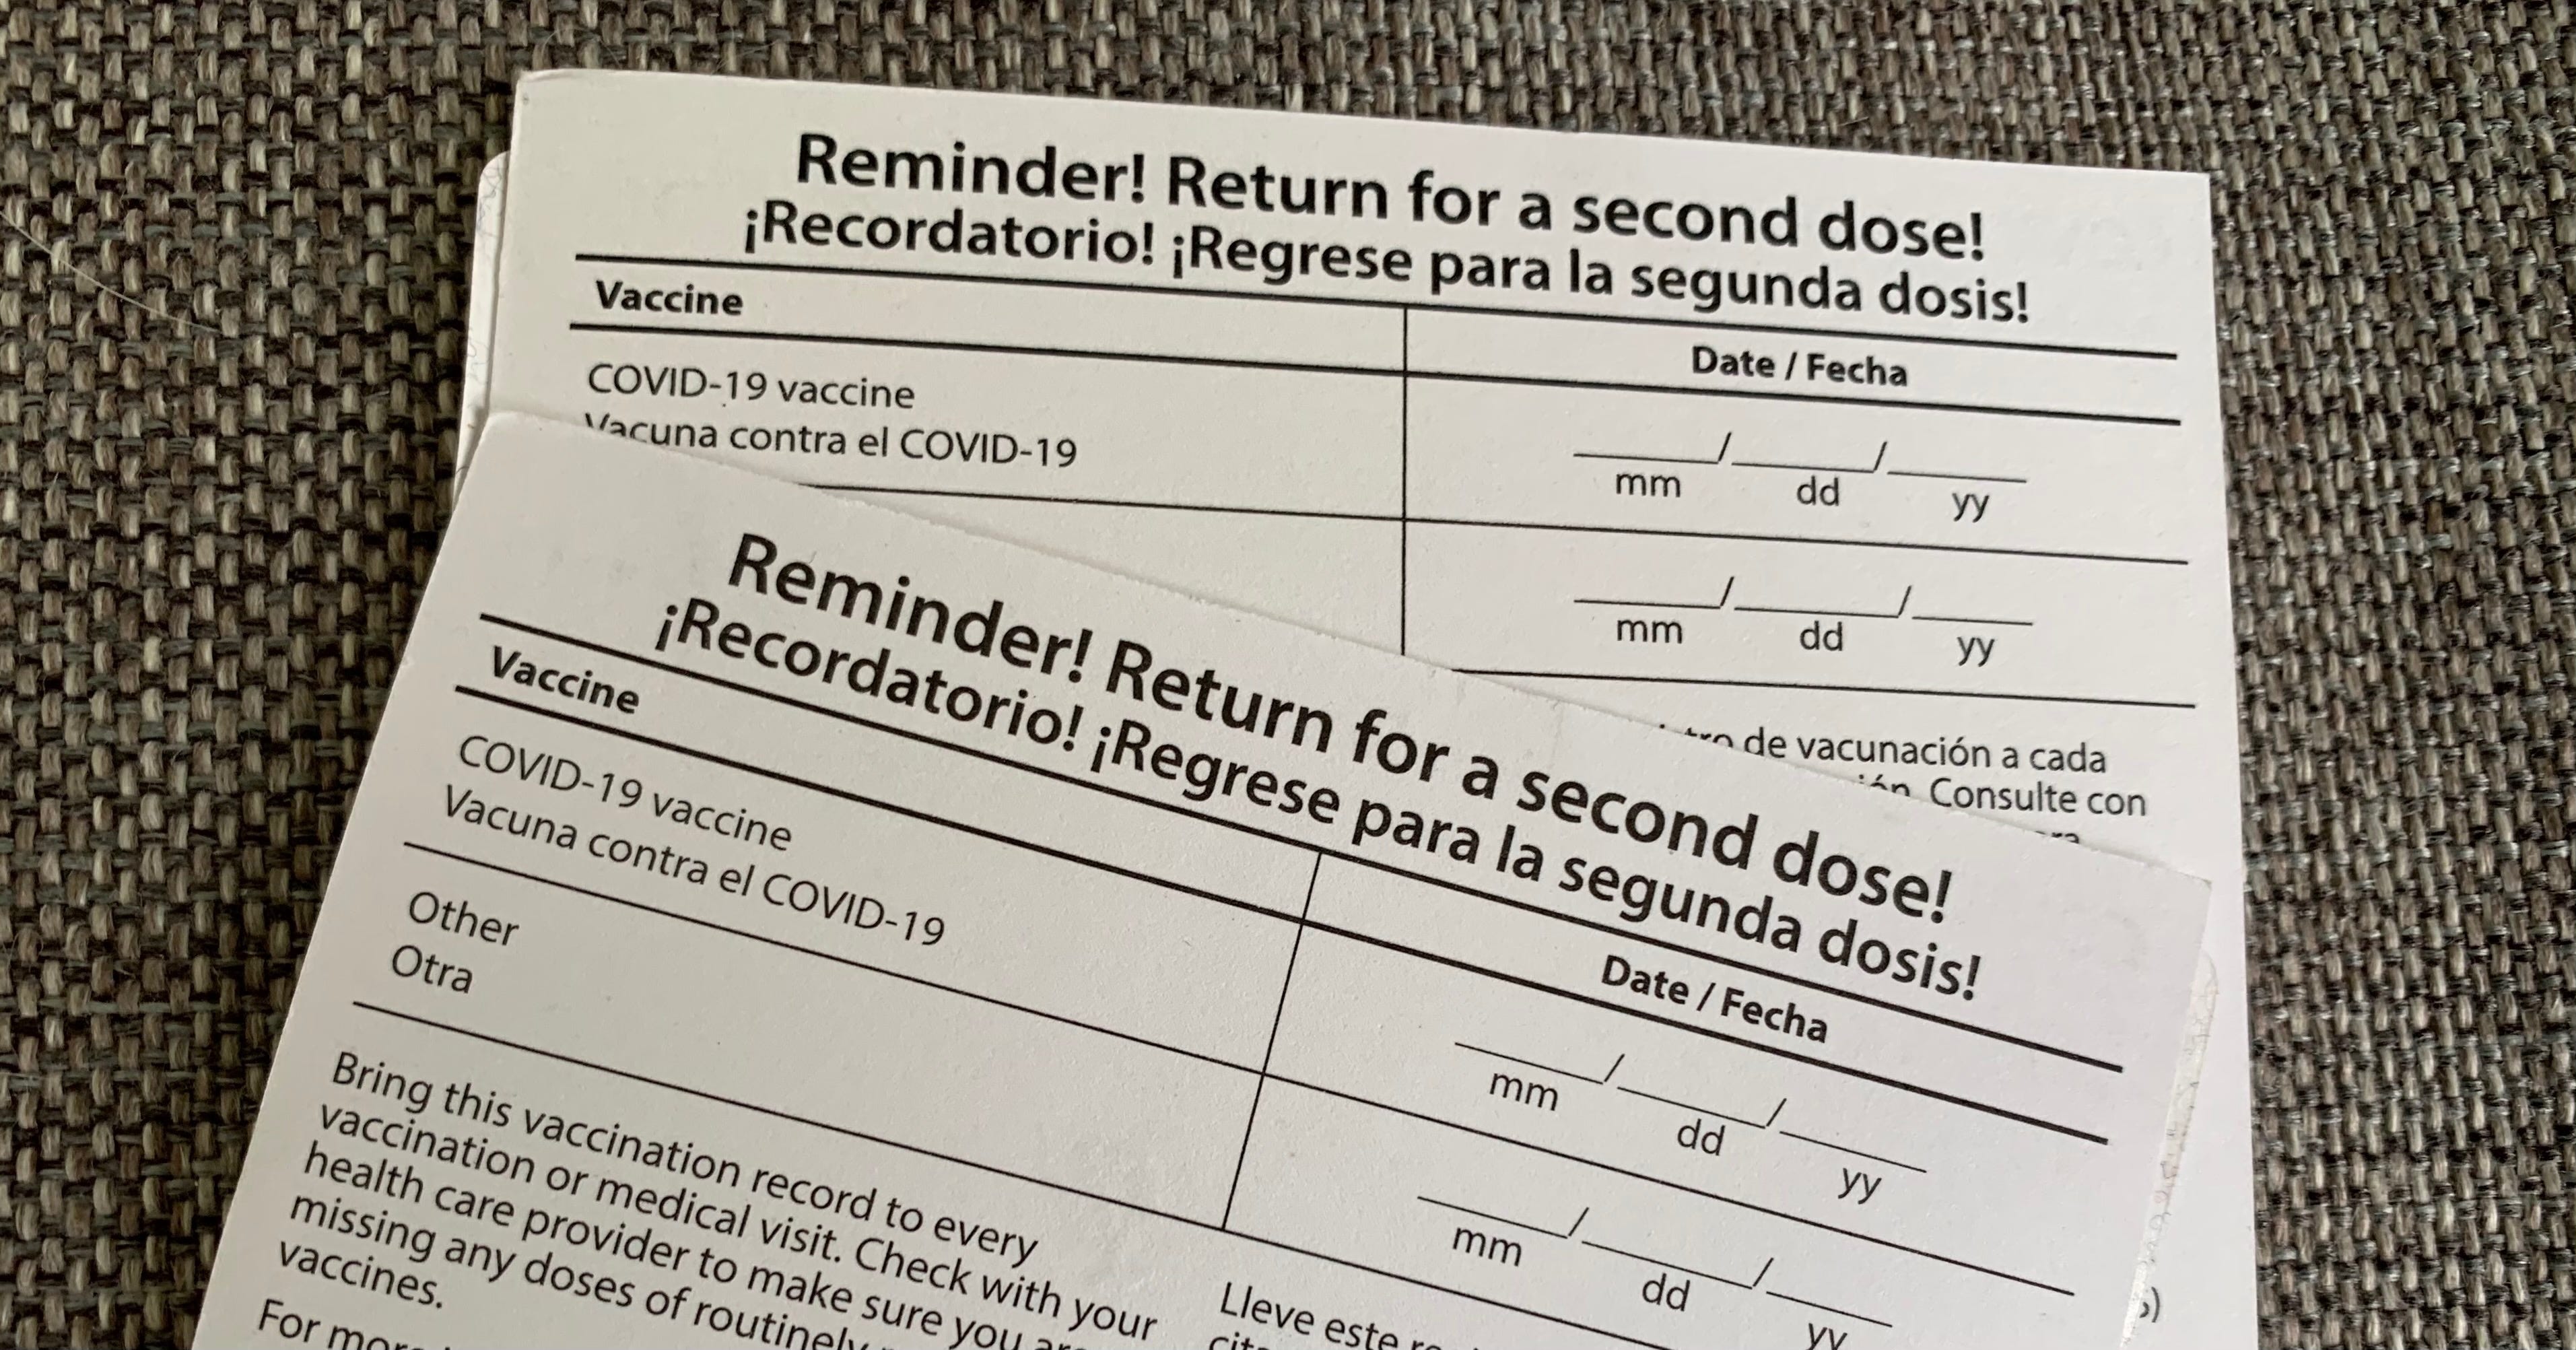 Reminder! Return for a second dose!
¡Recordatorio! ¡Regrese para la segunda dosis!
Vaccine
Date / Fecha
COVID-19 vaccine
Vacuna contra el COVID-19
/ /
mm dd yy
/ /
mm dd yy
de vacunación a cada
Consulte con
Reminder! Return for a second dose!
¡Recordatorio! ¡Regrese para la segunda dosis!
Vaccine
Date / Fecha
COVID-19 vaccine
Vacuna contra el COVID-19
/ /
mm dd yy
Other
Otra
/ /
mm dd yy
Bring this vaccination record to every
vaccination or medical visit. Check with your
health care provider to make sure you
missing any doses of routinely
vaccines.
For
Lleve este